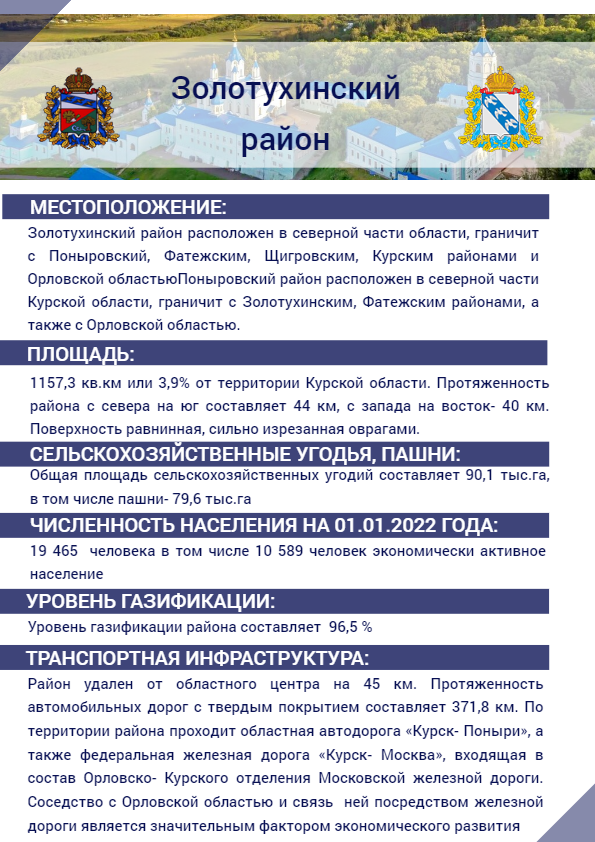 Золотухинский
район
МЕСТОПОЛОЖЕНИЕ:
Золотухинский район расположен в северной части области, граничит
с Поныровский, Фатежским, Щигровским, Курским районами и
Орловской областьюПоныровский район расположен в северной части
Курской области, граничит с Золотухинским, Фатежским районами, а
также с Орловской областью.
ПЛОЩАДЬ:
1157,3 кв.км или 3,9% от территории Курской области. Протяженность
района с севера на юг составляет 44 км, с запада на восток- 40 км.
Поверхность равнинная, сильно изрезанная оврагами.
СЕЛЬСКОХОЗЯЙСТВЕННЫЕ УГОДЬЯ, ПАШНИ:
Общая площадь сельскохозяйственных угодий составляет 90,1 тыс.га,
в том числе пашни- 79,6 тыс.га
ЧИСЛЕННОСТЬ НАСЕЛЕНИЯ НА 01.01.2022 ГОДА:
19 465 человека в том числе 10 589 человек экономически активное
население
УРОВЕНЬ ГАЗИФИКАЦИИ:
Уровень газификации района составляет 96,5 %
ТРАНСПОРТНАЯ ИНФРАСТРУКТУРА:
Район удален от областного центра на 45 км. Протяженность
автомобильных дорог с твердым покрытием составляет 371,8 км. По
территории района проходит областная автодорога «Курск- Поныри», а
также федеральная железная дорога «Курск- Москва», входящая в
состав Орловско- Курского отделения Московской железной дороги.
Соседство с Орловской областью и связь ней посредством железной
дороги является значительным фактором экономического развития